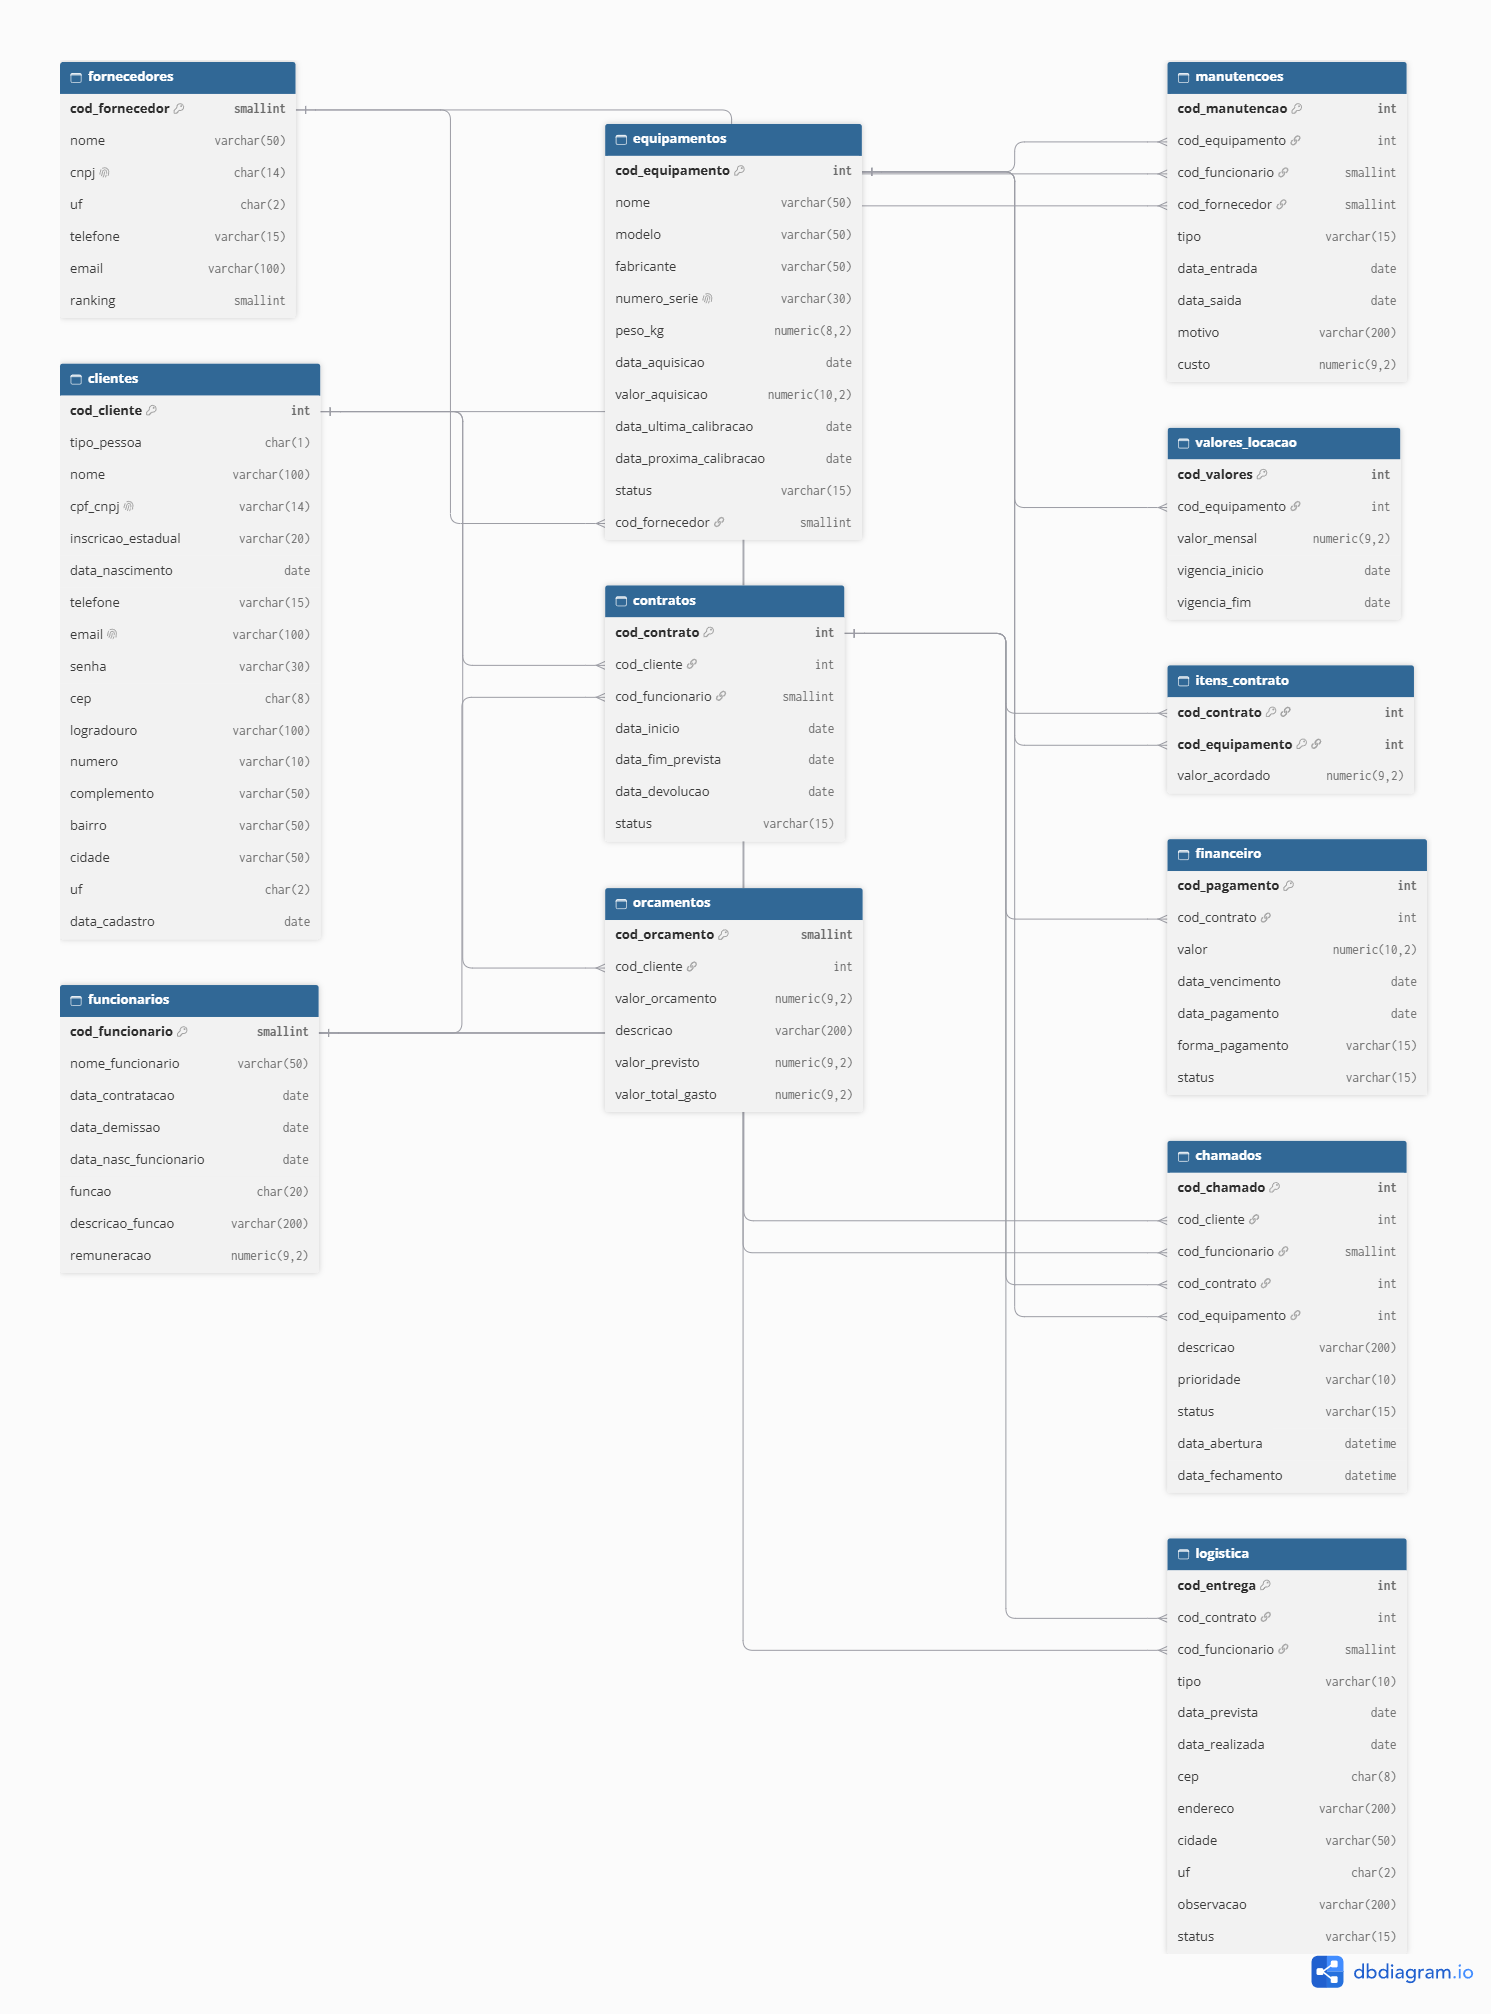 fornecedores
cod_fornecedor smallint
nome varchar(50)
cnpj char(14)
uf char(2)
telefone varchar(15)
email varchar(100)
ranking smallint
clientes
cod_cliente int
tipo_pessoa char(1)
nome varchar(100)
cpf_cnpj varchar(14)
inscricao_estadual varchar(20)
data_nascimento date
telefone varchar(15)
email varchar(100)
senha varchar(30)
cep char(8)
logradouro varchar(100)
numero varchar(10)
complemento varchar(50)
bairro varchar(50)
cidade varchar(50)
uf char(2)
data_cadastro date
funcionarios
cod_funcionario smallint
nome_funcionario varchar(50)
data_contratacao date
data_demissao date
data_nasc_funcionario date
funcao char(20)
descricao_funcao varchar(200)
remuneracao numeric(9,2)
equipamentos
cod_equipamento int
nome varchar(50)
modelo varchar(50)
fabricante varchar(50)
numero_serie varchar(30)
peso_kg numeric(8,2)
data_aquisicao date
valor_aquisicao numeric(10,2)
data_ultima_calibracao date
data_proxima_calibracao date
status varchar(15)
cod_fornecedor smallint
contratos
cod_contrato int
cod_cliente int
cod_funcionario smallint
data_inicio date
data_fim_prevista date
data_devolucao date
status varchar(15)
orcamentos
cod_orcamento smallint
cod_cliente int
valor_orcamento numeric(9,2)
descricao varchar(200)
valor_previsto numeric(9,2)
valor_total_gasto numeric(9,2)
manutencoes
cod_manutencao int
cod_equipamento int
cod_funcionario smallint
cod_fornecedor smallint
tipo varchar(15)
data_entrada date
data_saida date
motivo varchar(200)
custo numeric(9,2)
valores_locacao
cod_valores int
cod_equipamento int
valor_mensal numeric(9,2)
vigencia_inicio date
vigencia_fim date
itens_contrato
cod_contrato int
cod_equipamento int
valor_acordado numeric(9,2)
financeiro
cod_pagamento int
cod_contrato int
valor numeric(10,2)
data_vencimento date
data_pagamento date
forma_pagamento varchar(15)
status varchar(15)
chamados
cod_chamado int
cod_cliente int
cod_funcionario smallint
cod_contrato int
cod_equipamento int
descricao varchar(200)
prioridade varchar(10)
status varchar(15)
data_abertura datetime
data_fechamento datetime
logistica
cod_entrega int
cod_contrato int
cod_funcionario smallint
tipo varchar(10)
data_prevista date
data_realizada date
cep char(8)
endereco varchar(200)
cidade varchar(50)
uf char(2)
observacao varchar(200)
status varchar(15)
dbdiagram.io